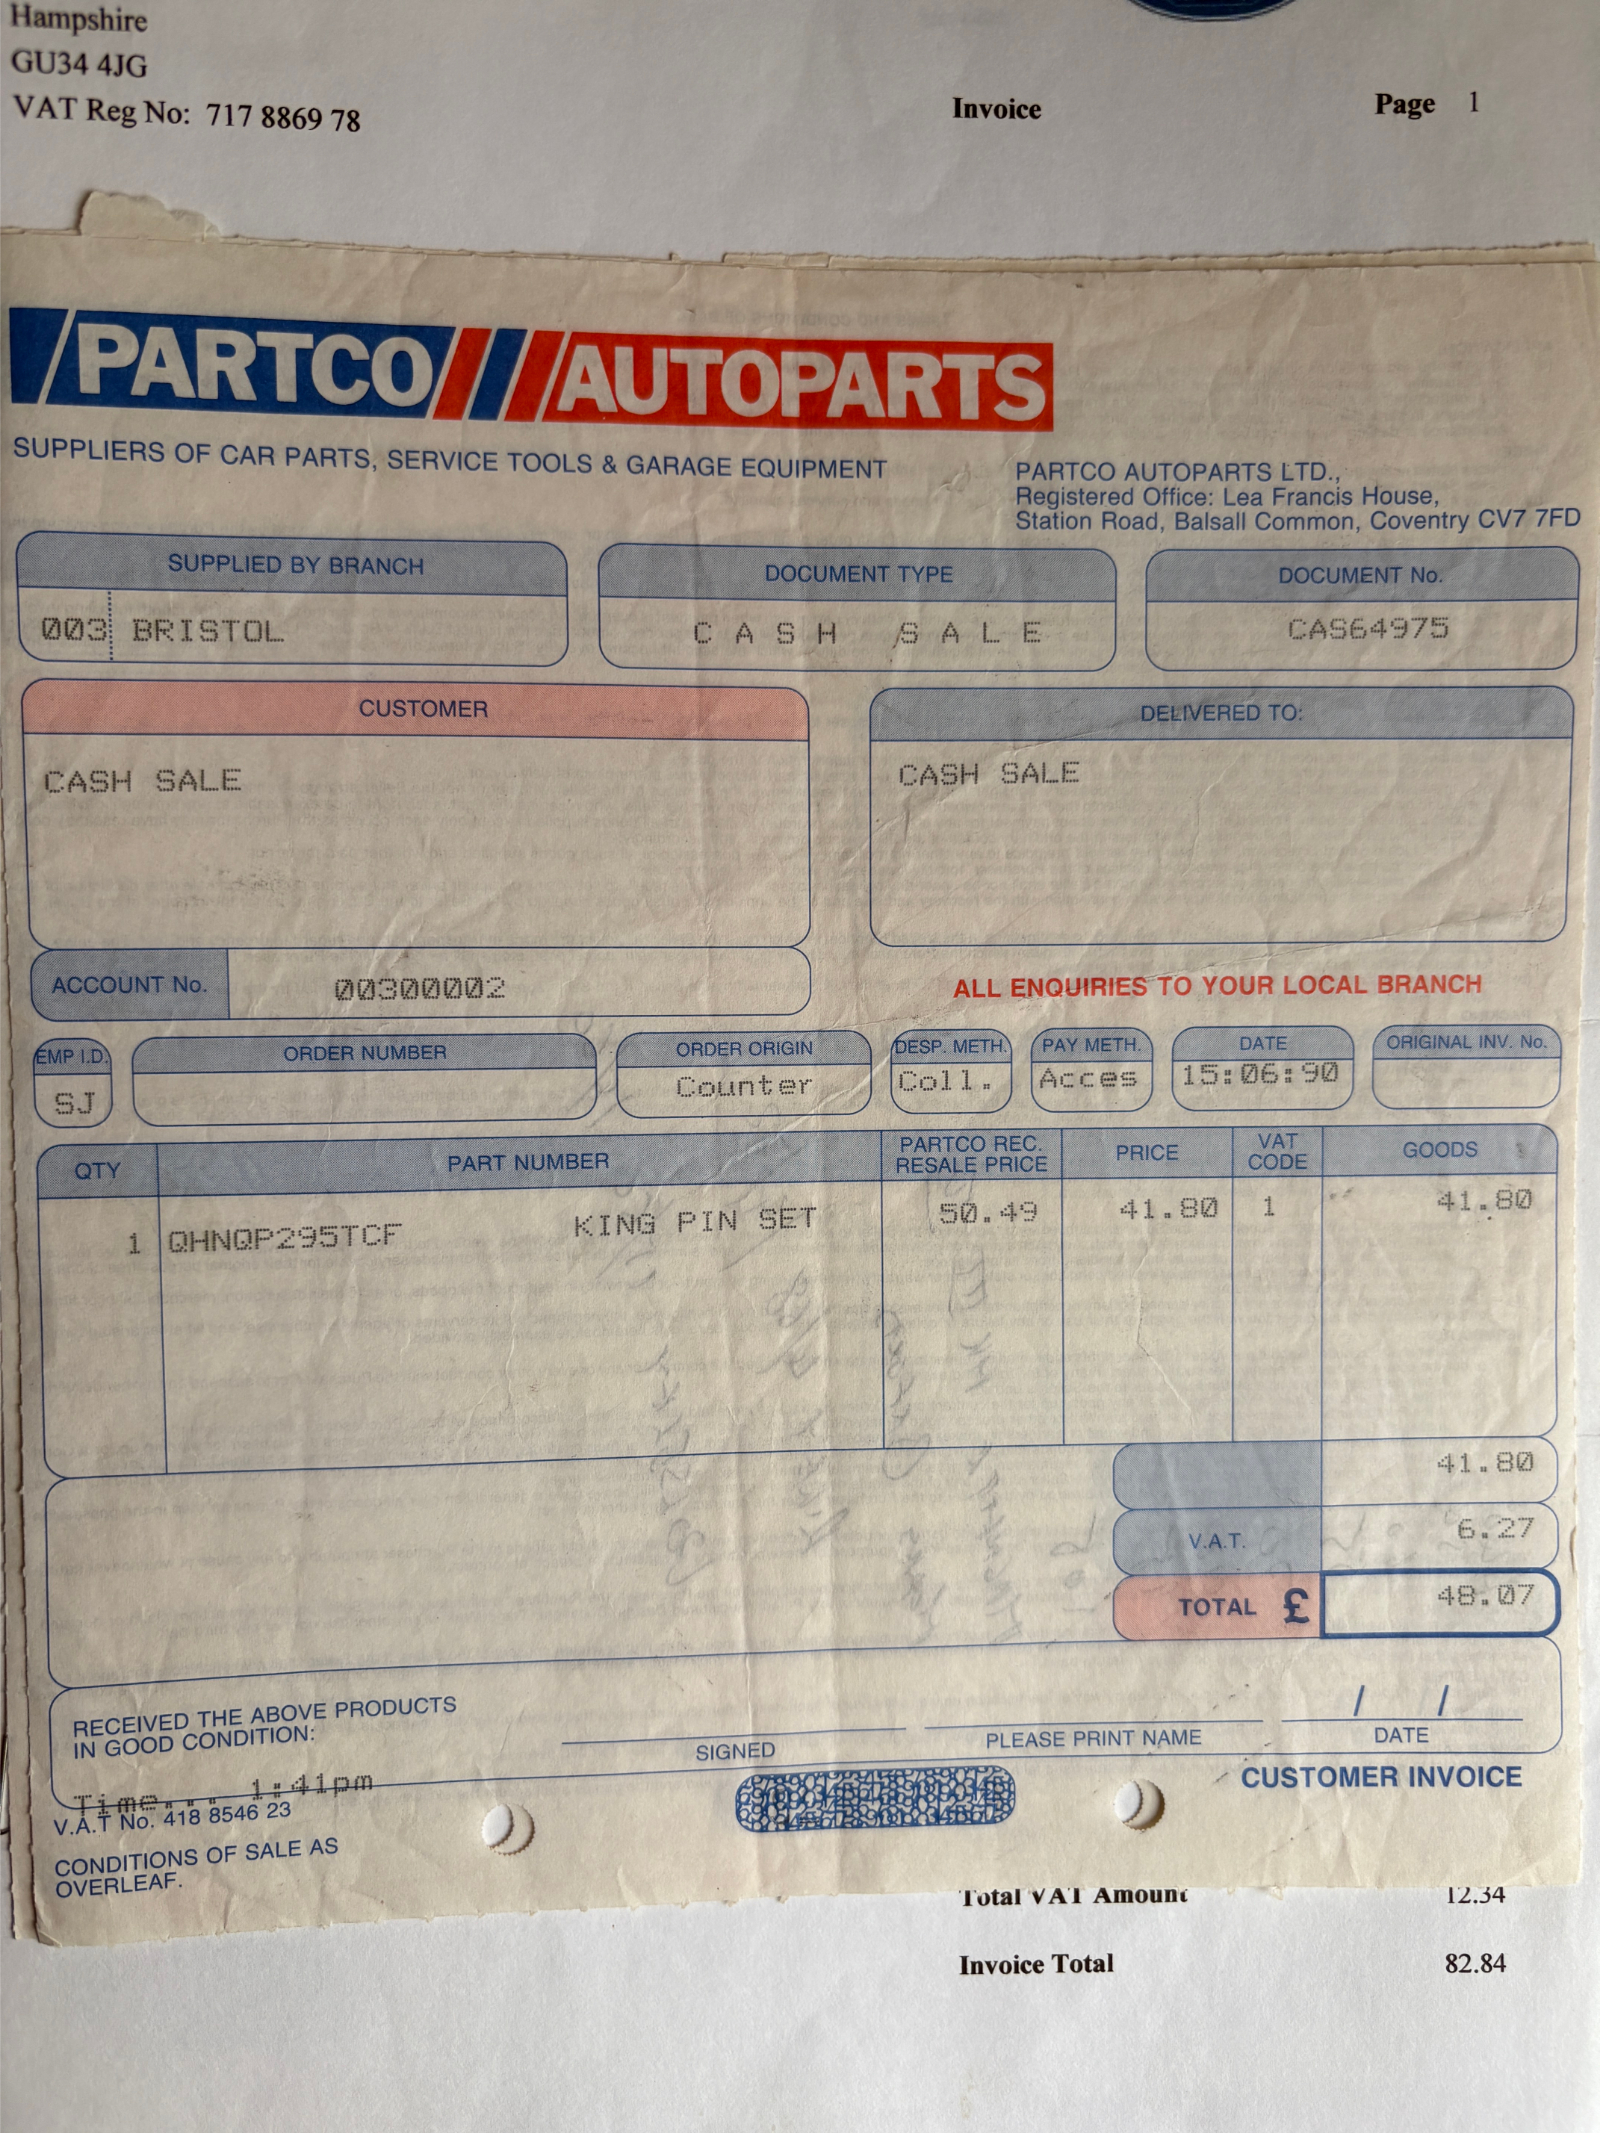 Hampshire
GU34 4JG
VAT Reg No: 717 8869 78
Invoice Page 1
PARTCO AUTOPARTS
SUPPLIERS OF CAR PARTS, SERVICE TOOLS & GARAGE EQUIPMENT
PARTCO AUTOPARTS LTD.,
Registered Office: Lea Francis House,
Station Road, Balsall Common, Coventry CV7 7FD
SUPPLIED BY BRANCH DOCUMENT TYPE DOCUMENT No.
003 BRISTOL CASH SALE CAS64975
CUSTOMER DELIVERED TO:
CASH SALE CASH SALE
ACCOUNT No. 00300002
ALL ENQUIRIES TO YOUR LOCAL BRANCH
EMP I.D. ORDER NUMBER ORDER ORIGIN DESP. METH. PAY METH. DATE ORIGINAL INV. No.
SJ Counter Coll. Acces 15:06:90
QTY PART NUMBER PARTCO REC. RESALE PRICE PRICE VAT CODE GOODS
1 QHNQP295TCF KING PIN SET 50.49 41.80 1 41.80
41.80
V.A.T. 6.27
TOTAL £ 48.07
RECEIVED THE ABOVE PRODUCTS
IN GOOD CONDITION:
SIGNED PLEASE PRINT NAME / / DATE
Time... 1:41pm
V.A.T No. 418 8546 23
CUSTOMER INVOICE
CONDITIONS OF SALE AS
OVERLEAF.
Total VAT Amount 12.34
Invoice Total 82.84